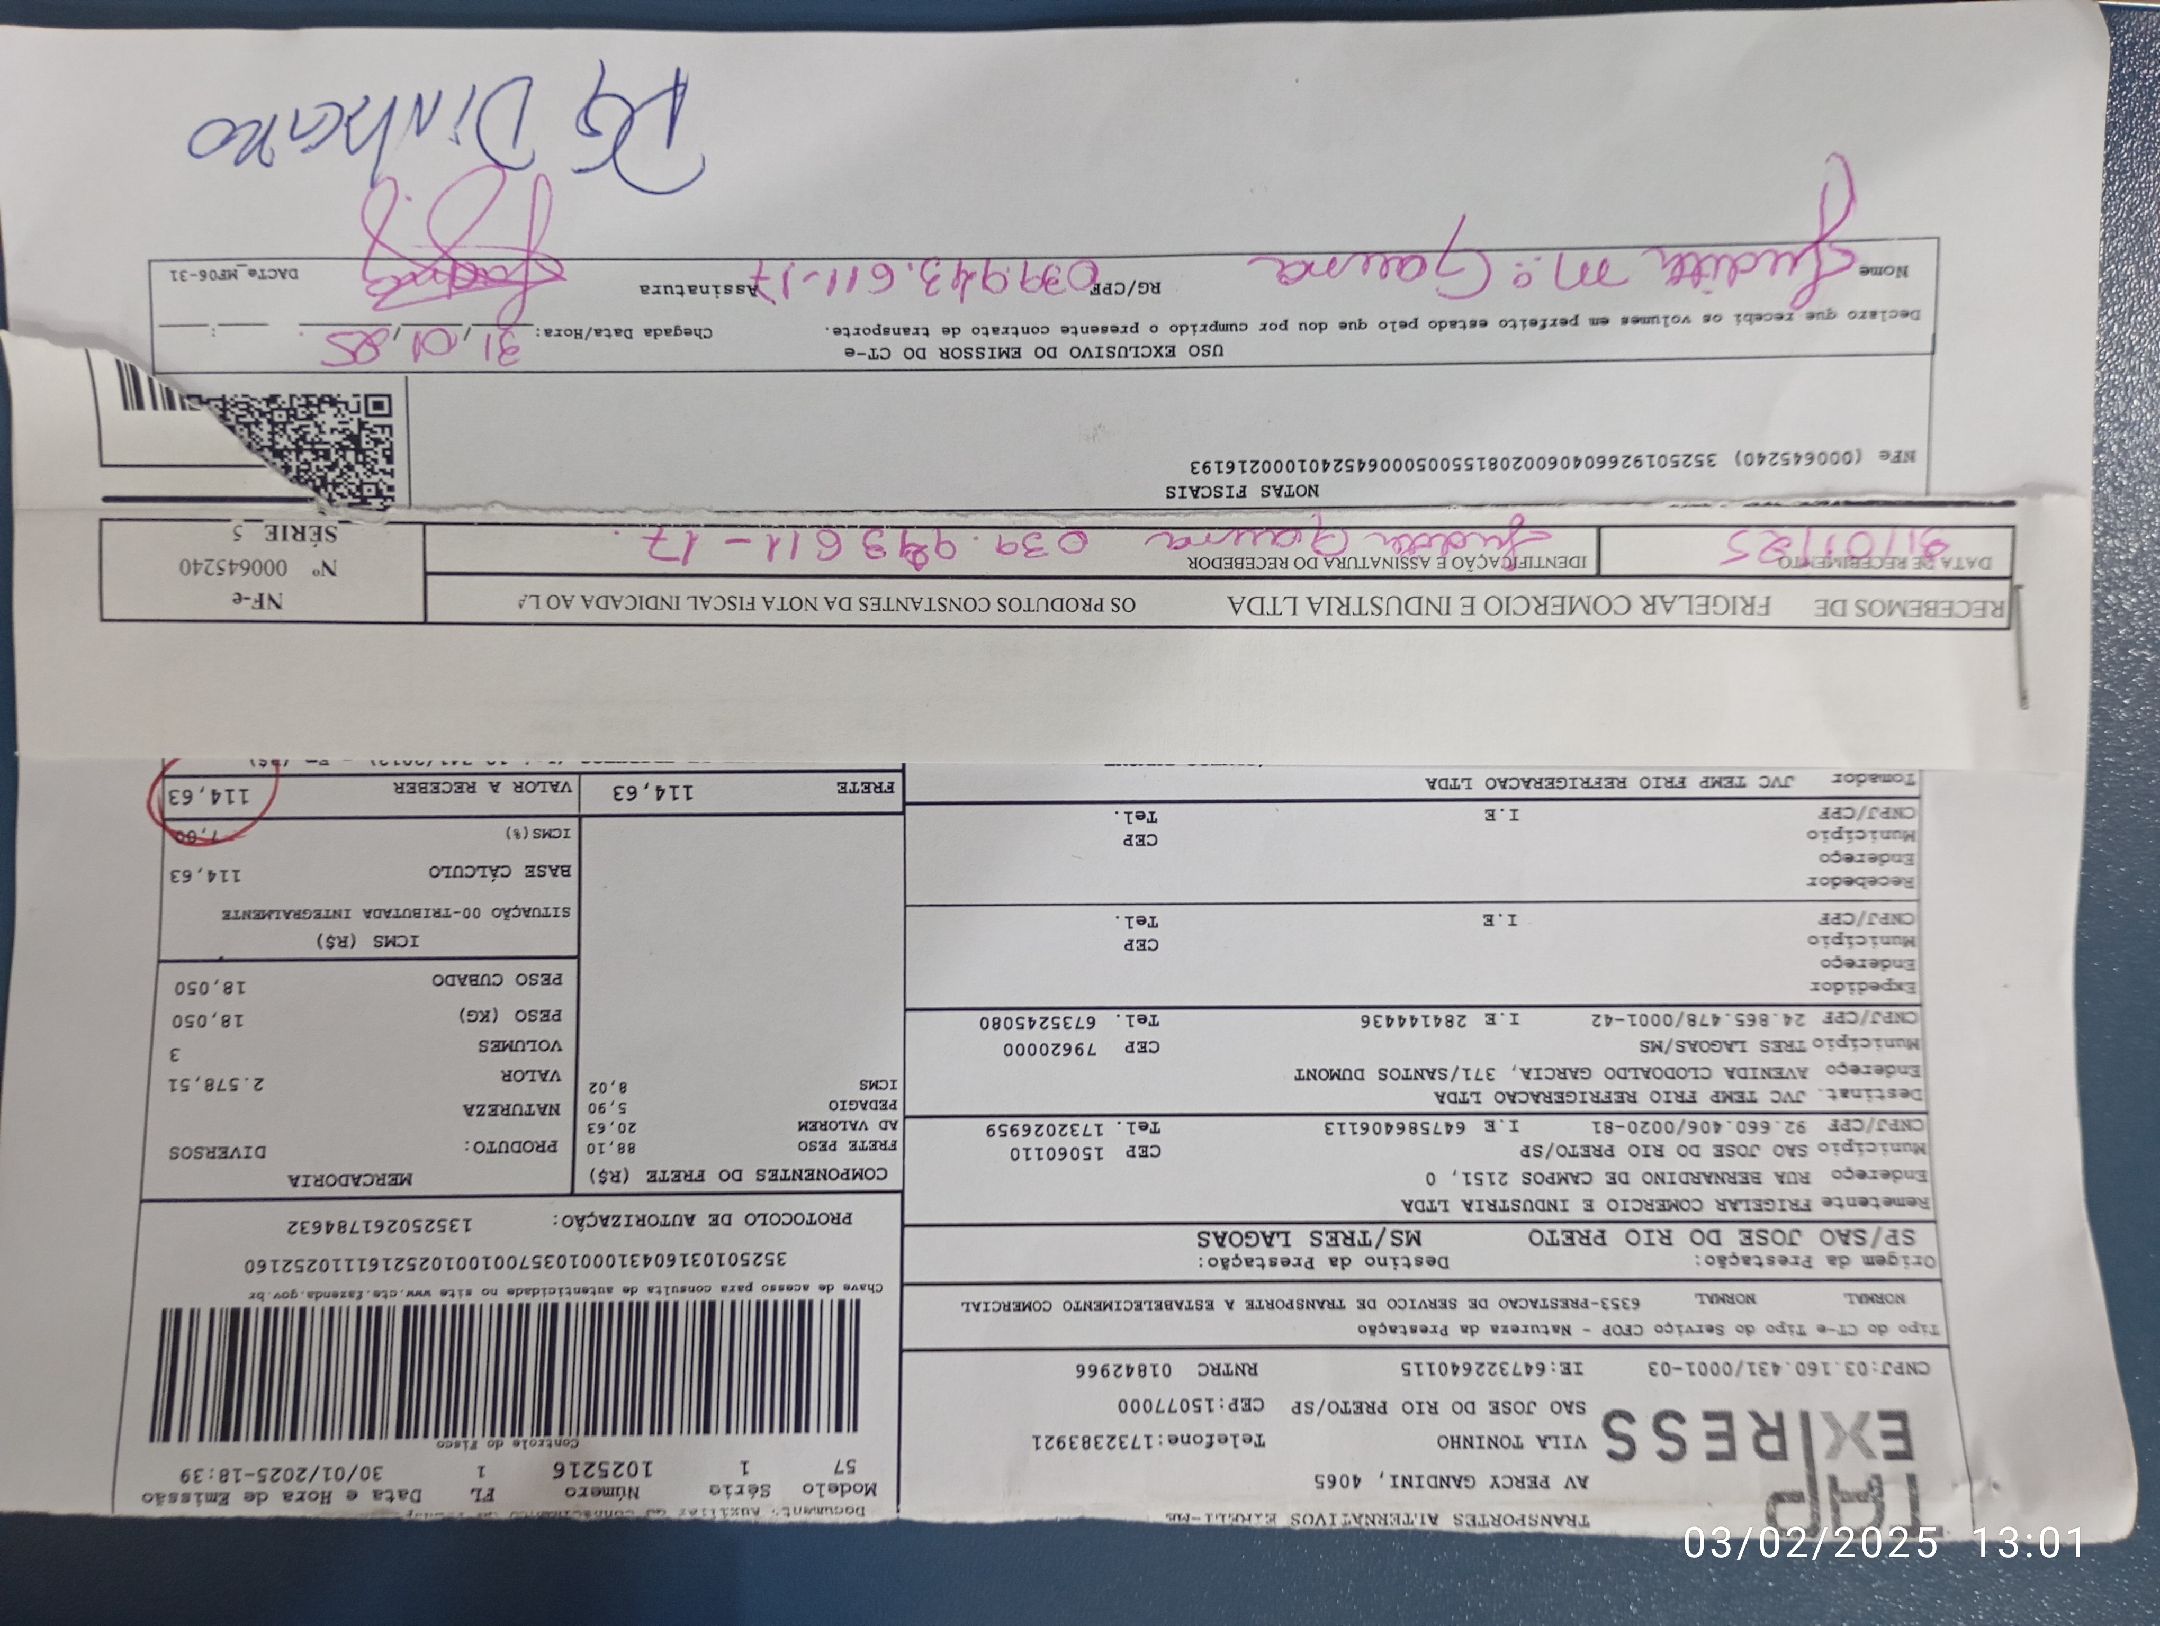 TAP
EXPRESS
TRANSPORTES ALTERNATIVOS EIRELI-ME
AV PERCY GANDINI, 4065
VILA TONINHO Telefone:1732383921
SAO JOSE DO RIO PRETO/SP CEP:15077000
CNPJ:03.160.431/0001-03 IE:647322640115 RNTRC 01842966
Modelo Série Número FL Data e Hora de Emissão
57 1 1025216 1 30/01/2025-18:39
Controle do Fisco
Chave de acesso para consulta de autenticidade no site www.cte.fazenda.gov.br
35250103160431000103570010010252161110252160
PROTOCOLO DE AUTORIZAÇÃO: 135250261784632
Tipo do CT-e Tipo do Serviço CFOP - Natureza da Prestação
NORMAL NORMAL 6353-PRESTACAO DE SERVICO DE TRANSPORTE A ESTABELECIMENTO COMERCIAL
Origem da Prestação: Destino da Prestação:
SP/SAO JOSE DO RIO PRETO MS/TRES LAGOAS
Remetente FRIGELAR COMERCIO E INDUSTRIA LTDA
Endereço RUA BERNARDINO DE CAMPOS 2151, 0
Município SAO JOSE DO RIO PRETO/SP CEP 15060110
CNPJ/CPF 92.660.406/0020-81 I.E 647586406113 Tel. 1732026959
Destinat. JVC TEMP FRIO REFRIGERACAO LTDA
Endereço AVENIDA CLODOALDO GARCIA, 371/SANTOS DUMONT
Município TRES LAGOAS/MS CEP 79620000
CNPJ/CPF 24.865.478/0001-42 I.E 284144436 Tel. 6735245080
Expedidor
Endereço
Município CEP
CNPJ/CPF I.E Tel.
Recebedor
Endereço
Município CEP
CNPJ/CPF I.E Tel.
Tomador JVC TEMP FRIO REFRIGERACAO LTDA
COMPONENTES DO FRETE (R$)
FRETE PESO 88,10
AD VALOREM 20,63
PEDAGIO 5,90
ICMS 8,02
FRETE 114,63
MERCADORIA
PRODUTO: DIVERSOS
NATUREZA
VALOR 2.578,51
VOLUMES 3
PESO (KG) 18,050
PESO CUBADO 18,050
ICMS (R$)
SITUAÇÃO 00-TRIBUTADA INTEGRALMENTE
BASE CÁLCULO 114,63
ICMS(%) 7,00
VALOR A RECEBER 114,63
RECEBEMOS DE FRIGELAR COMERCIO E INDUSTRIA LTDA OS PRODUTOS CONSTANTES DA NOTA FISCAL INDICADA AO LA
DATA DE RECEBIMENTO IDENTIFICAÇÃO E ASSINATURA DO RECEBEDOR
31/01/25 Judith Gauna 039.943611-17.
NF-e
Nº 000645240
SÉRIE 5
NOTAS FISCAIS
NFe (000645240) 35250192660406002081550050006452401000216193
USO EXCLUSIVO DO EMISSOR DO CT-e
Declaro que recebi os volumes em perfeito estado pelo que dou por cumprido o presente contrato de transporte. Chegada Data/Hora: 31/01/25
Nome Judith Mª Gauna RG/CPF 039.943.611-17 Assinatura
DACTe_MF06-31
PG DINHEIRO
03/02/2025 13:01